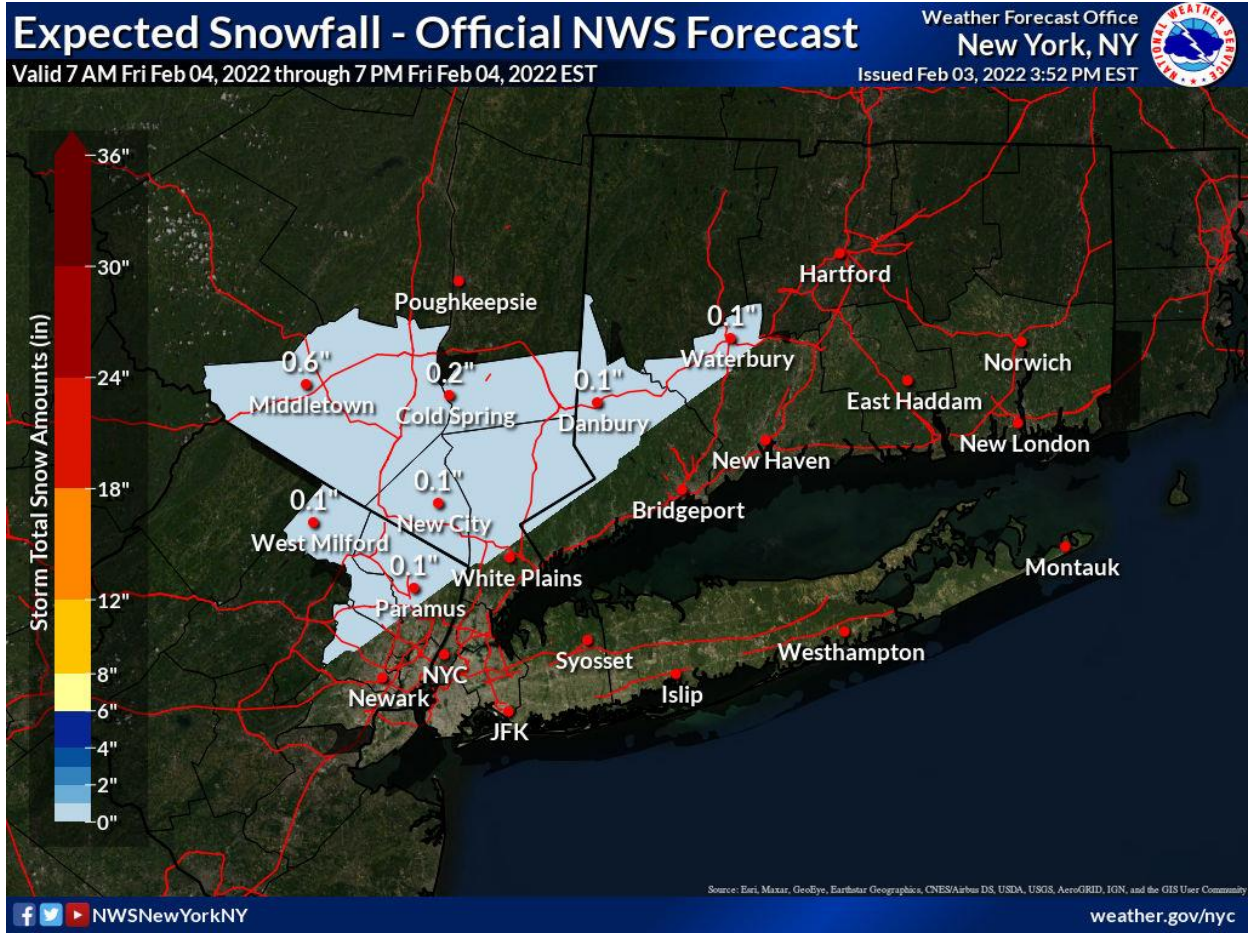 Expected Snowfall - Official NWS Forecast
Valid 7 AM Fri Feb 04, 2022 through 7 PM Fri Feb 04, 2022 EST
Weather Forecast Office
New York, NY
Issued Feb 03, 2022 3:52 PM EST
NATIONAL WEATHER SERVICE
Storm Total Snow Amounts (in)
36"
30"
24"
18"
12"
8"
6"
4"
2"
0"
Hartford
Poughkeepsie
0.1"
Waterbury
Norwich
0.6"
Middletown
0.2"
Cold Spring
0.1"
Danbury
East Haddam
New London
New Haven
0.1"
New City
Bridgeport
0.1"
West Milford
Montauk
White Plains
0.1"
Paramus
Syosset
Westhampton
NYC
Newark
Islip
JFK
Source: Esri, Maxar, GeoEye, Earthstar Geographics, CNES/Airbus DS, USDA, USGS, AeroGRID, IGN, and the GIS User Community
NWSNewYorkNY
weather.gov/nyc